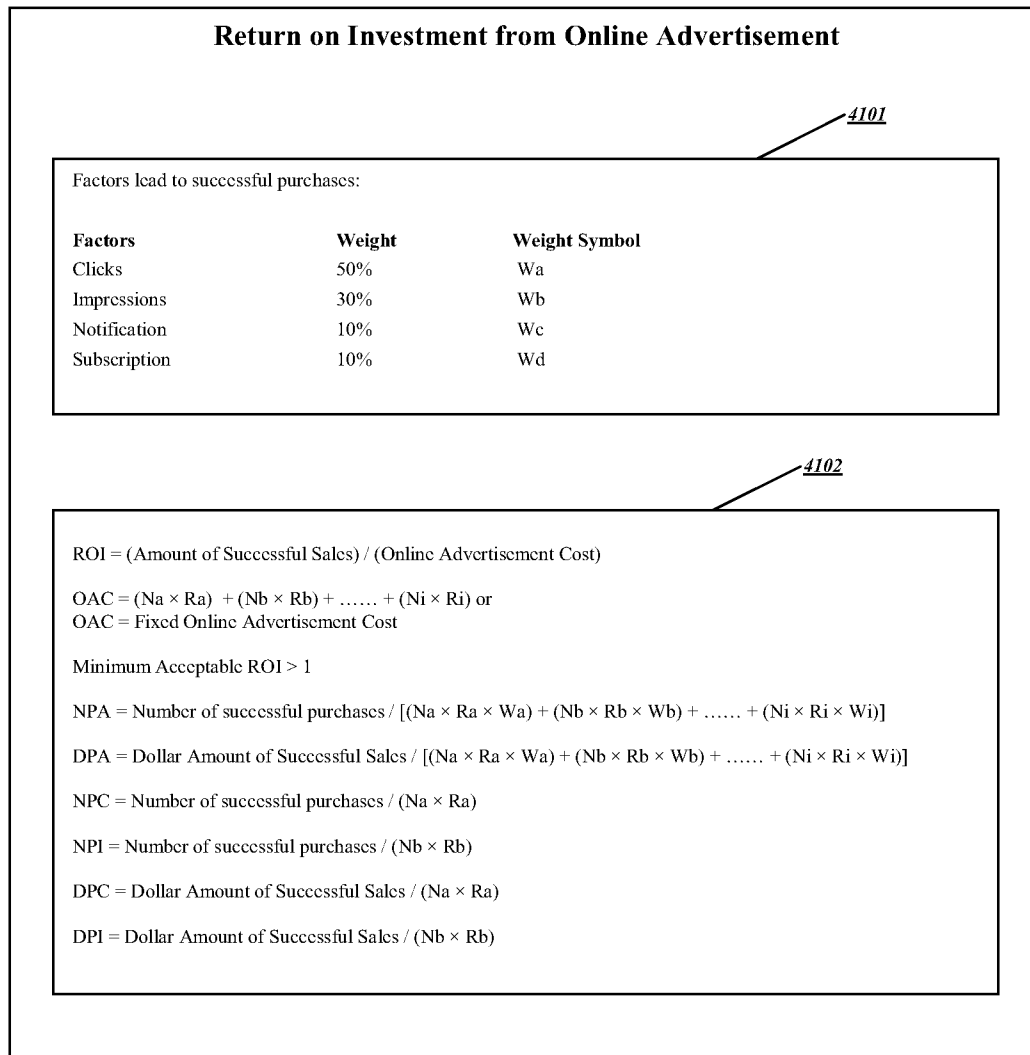 Return on Investment from Online Advertisement
4101
Factors lead to successful purchases:
Factors Weight Weight Symbol
Clicks 50% Wa
Impressions 30% Wb
Notification 10% Wc
Subscription 10% Wd
4102
ROI = (Amount of Successful Sales) / (Online Advertisement Cost)
OAC = (Na × Ra) + (Nb × Rb) + ...... + (Ni × Ri) or
OAC = Fixed Online Advertisement Cost
Minimum Acceptable ROI > 1
NPA = Number of successful purchases / [(Na × Ra × Wa) + (Nb × Rb × Wb) + ...... + (Ni × Ri × Wi)]
DPA = Dollar Amount of Successful Sales / [(Na × Ra × Wa) + (Nb × Rb × Wb) + ...... + (Ni × Ri × Wi)]
NPC = Number of successful purchases / (Na × Ra)
NPI = Number of successful purchases / (Nb × Rb)
DPC = Dollar Amount of Successful Sales / (Na × Ra)
DPI = Dollar Amount of Successful Sales / (Nb × Rb)